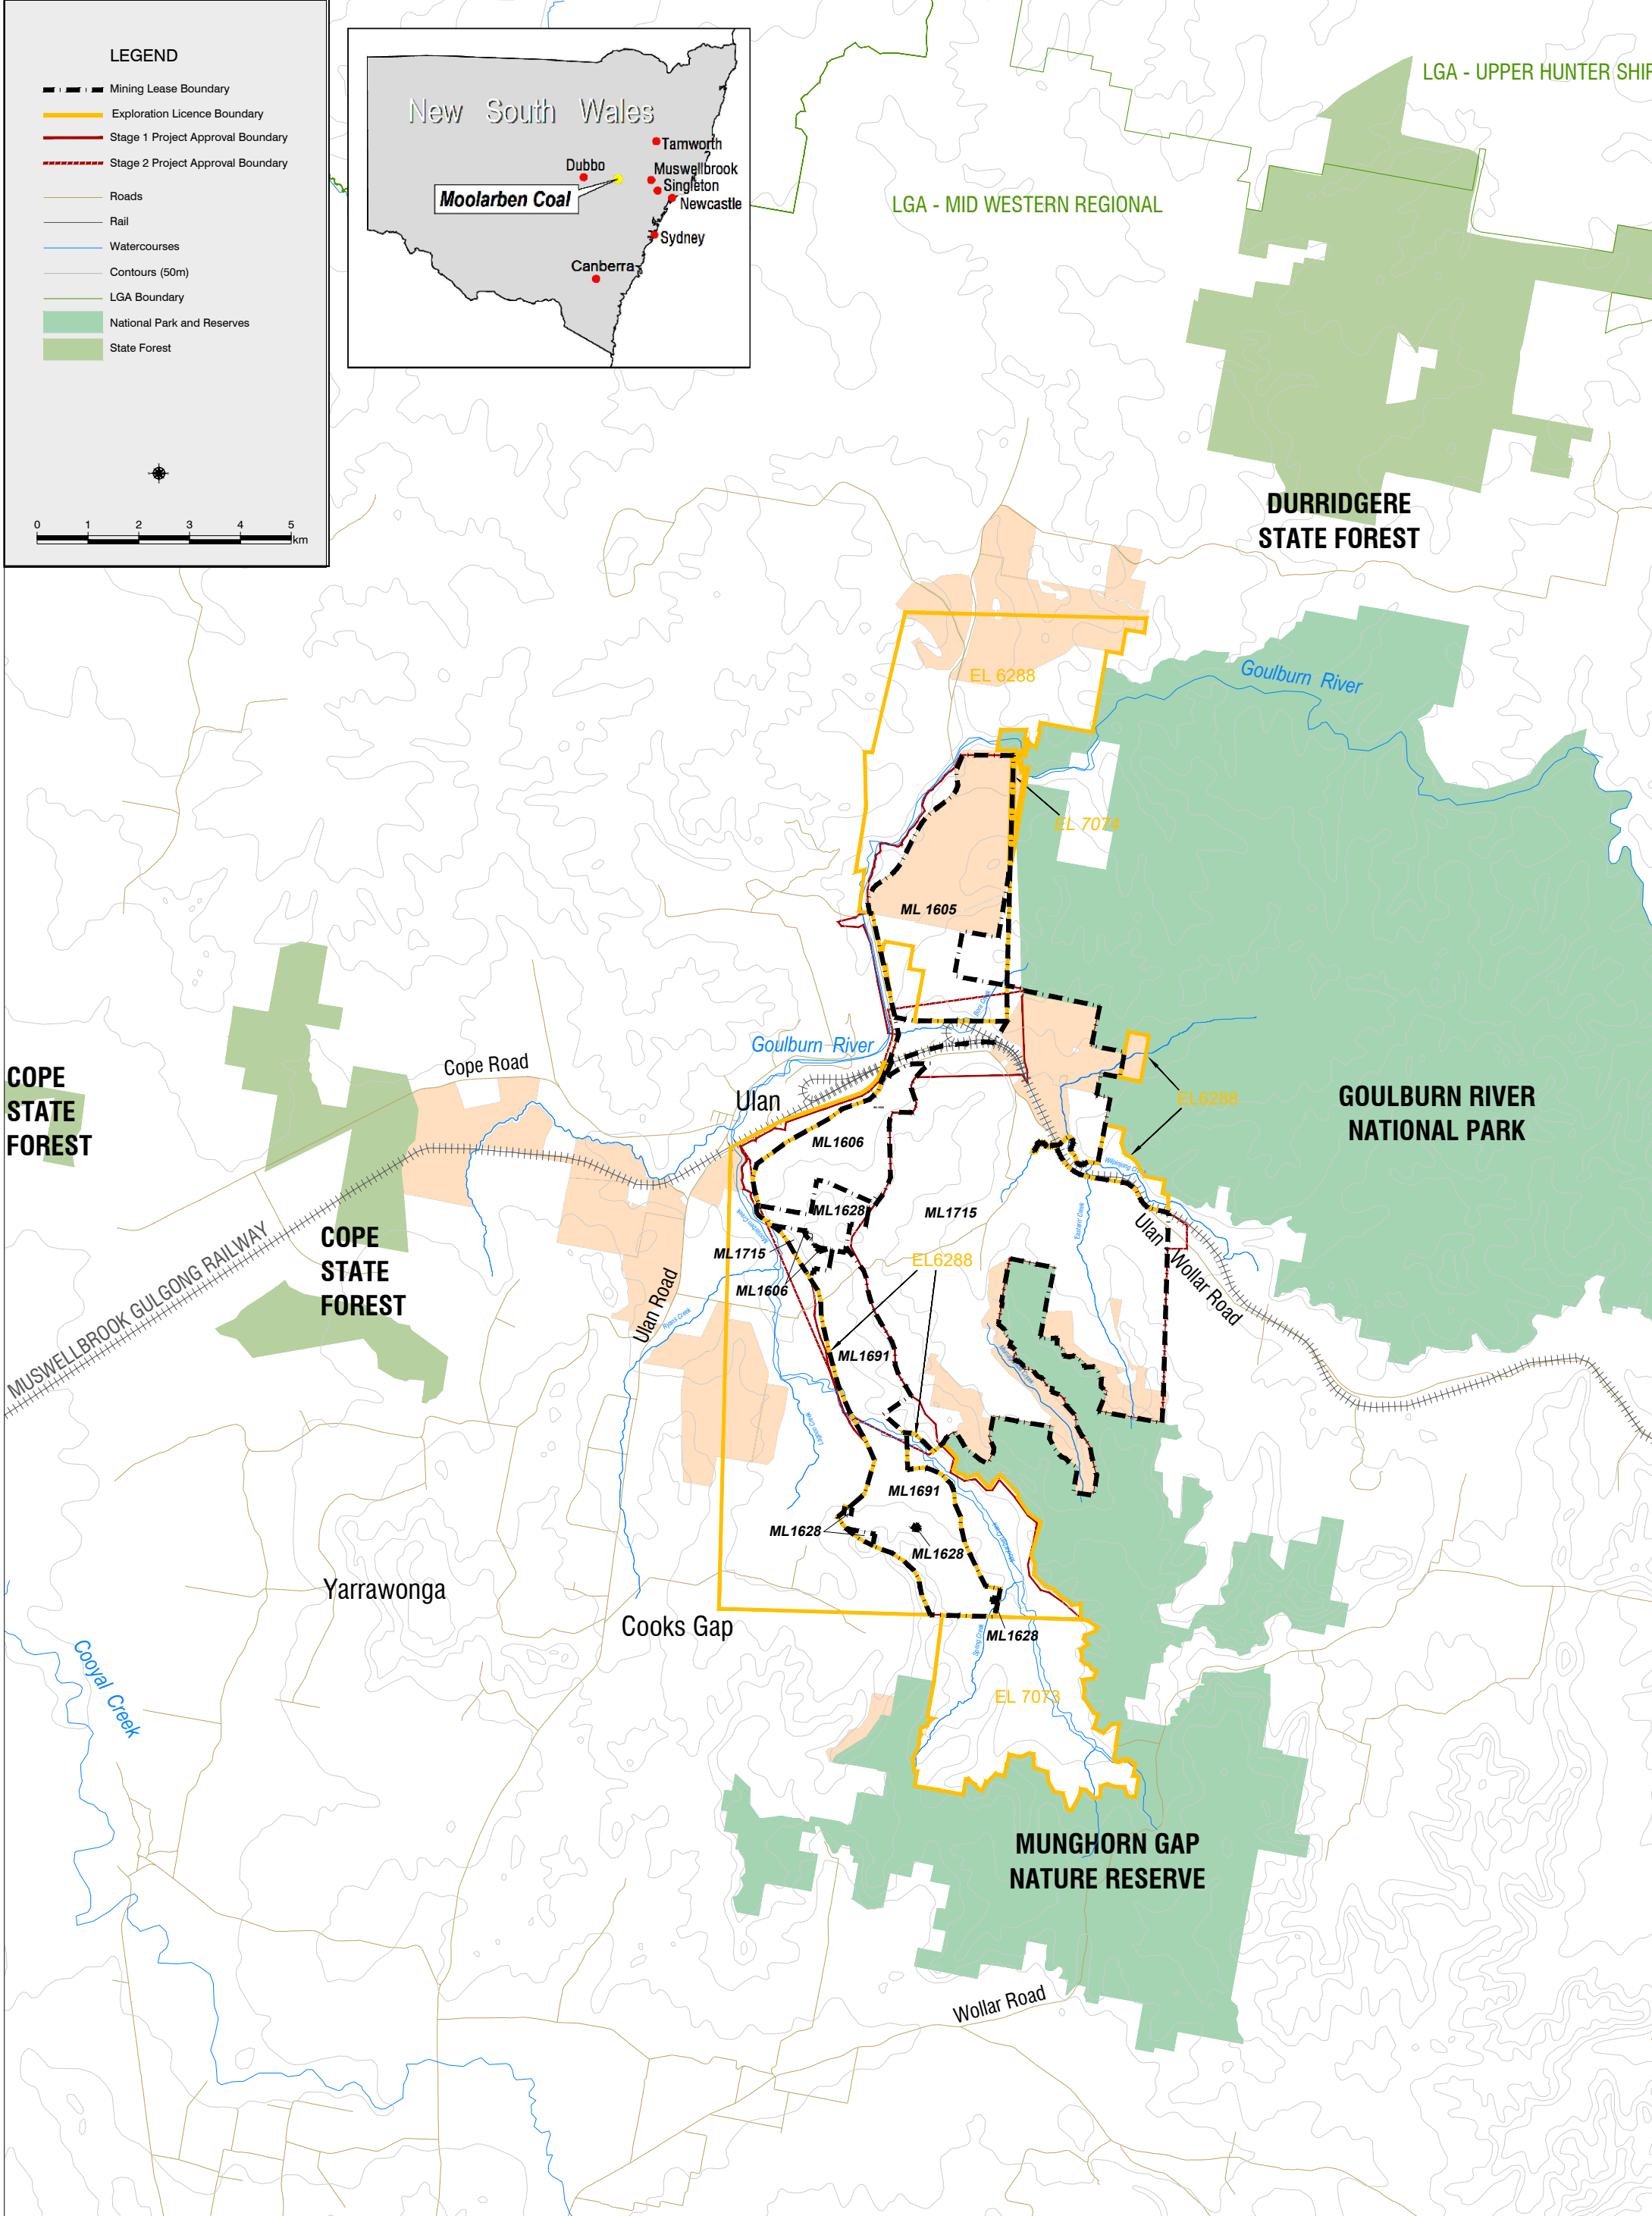 LEGEND
Mining Lease Boundary
Exploration Licence Boundary
Stage 1 Project Approval Boundary
Stage 2 Project Approval Boundary
Roads
Rail
Watercourses
Contours (50m)
LGA Boundary
National Park and Reserves
State Forest
0 1 2 3 4 5
km
New South Wales
Tamworth
?
Dubbo
Muswellbrook
Singleton
Moolarben Coal
Newcastle
Sydney
Canberra
LGA - UPPER HUNTER SHIR
LGA - MID WESTERN REGIONAL
DURRIDGERE
STATE FOREST
EL 6288
Goulburn River
EL 7074
ML 1605
Goulburn River
Cope Road
COPE
STATE
FOREST
Ulan
EL6288
GOULBURN RIVER
NATIONAL PARK
ML1606
ML1628
ML1715
Ulan - Wollar Road
COPE
STATE
FOREST
MUSWELLBROOK GULGONG RAILWAY
ML1715
EL6288
ML1606
Ulan Road
Ryans Creek
ML1691
Lagoon Creek
ML1691
ML1628
ML1628
Yarrawonga
Cooks Gap
ML1628
Spring Creek
Cooyal Creek
EL 7073
MUNGHORN GAP
NATURE RESERVE
Wollar Road